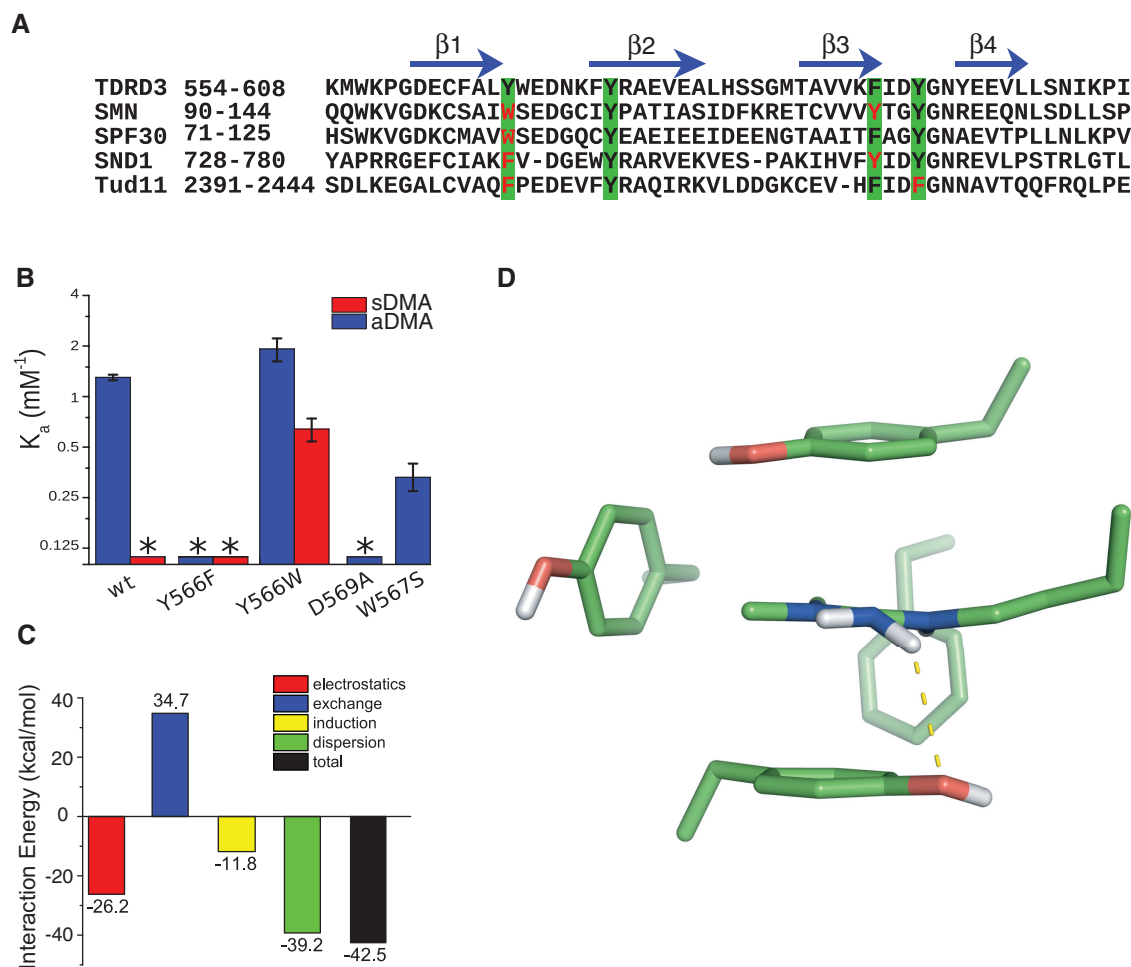 A
β1 β2 β3 β4
TDRD3 554-608 KMWKPGDECFALYWEDNKFYRAEVEALHSSGMTAVVKFIDYGNYEEVLLSNIKPI
SMN 90-144 QQWKVGDKCSAIWSEDGCIYPATIASIDFKRETCVVVYTGYGNREEQNLSDLLSP
SPF30 71-125 HSWKVGDKCMAVWSEDGQCYEAEIEEIDEENGTAAITFAGYGNAEVTPLLNLKPV
SND1 728-780 YAPRRGEFCIAKFV-DGEWYRARVEKVES-PAKIHVFYIDYGNREVLPSTRLGTL
Tud11 2391-2444 SDLKEGALCVAQFPEDEVFYRAQIRKVLDDGKCEV-HFIDFGNNAVTQQFRQLPE
B
sDMA
aDMA
Ka (mM-1)
4
2
1
0.5
0.25
0.125
* * * *
wt Y566F Y566W D569A W567S
C
electrostatics
exchange
induction
dispersion
total
Interaction Energy (kcal/mol)
40
20
0
-20
-40
34.7
-26.2
-11.8
-39.2
-42.5
D